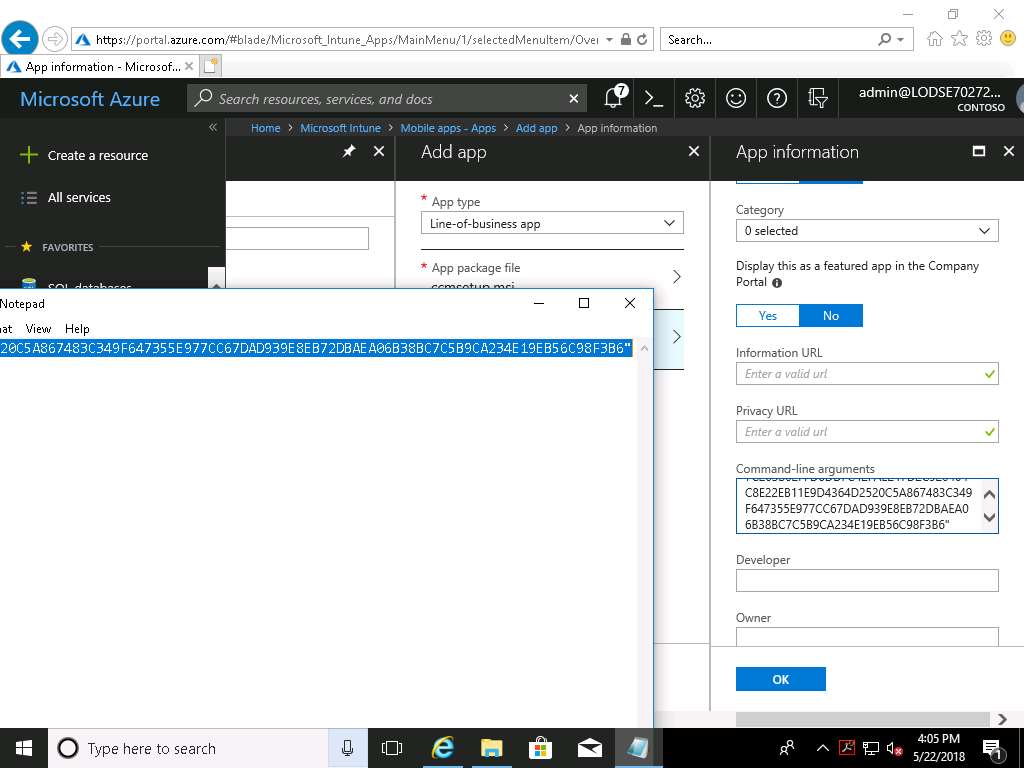 https://portal.azure.com/#blade/Microsoft_Intune_Apps/MainMenu/1/selectedMenuItem/Over
Search...
App information - Microsof...
Microsoft Azure
Search resources, services, and docs
7
admin@LODSE70272...
CONTOSO
Home > Microsoft Intune > Mobile apps - Apps > Add app > App information
Create a resource
All services
FAVORITES
SQL databases
Add app
* App type
Line-of-business app
* App package file
ccmsetup.msi
App information
Category
0 selected
Display this as a featured app in the Company
Portal
Yes
No
Information URL
Enter a valid url
Privacy URL
Enter a valid url
Command-line arguments
C8E22EB11E9D4364D2520C5A867483C349
F647355E977CC67DAD939E8EB72DBAEA0
6B38BC7C5B9CA234E19EB56C98F3B6"
Developer
Owner
OK
Notepad
View Help
20C5A867483C349F647355E977CC67DAD939E8EB72DBAEA06B38BC7C5B9CA234E19EB56C98F3B6"
Type here to search
4:05 PM
5/22/2018
1